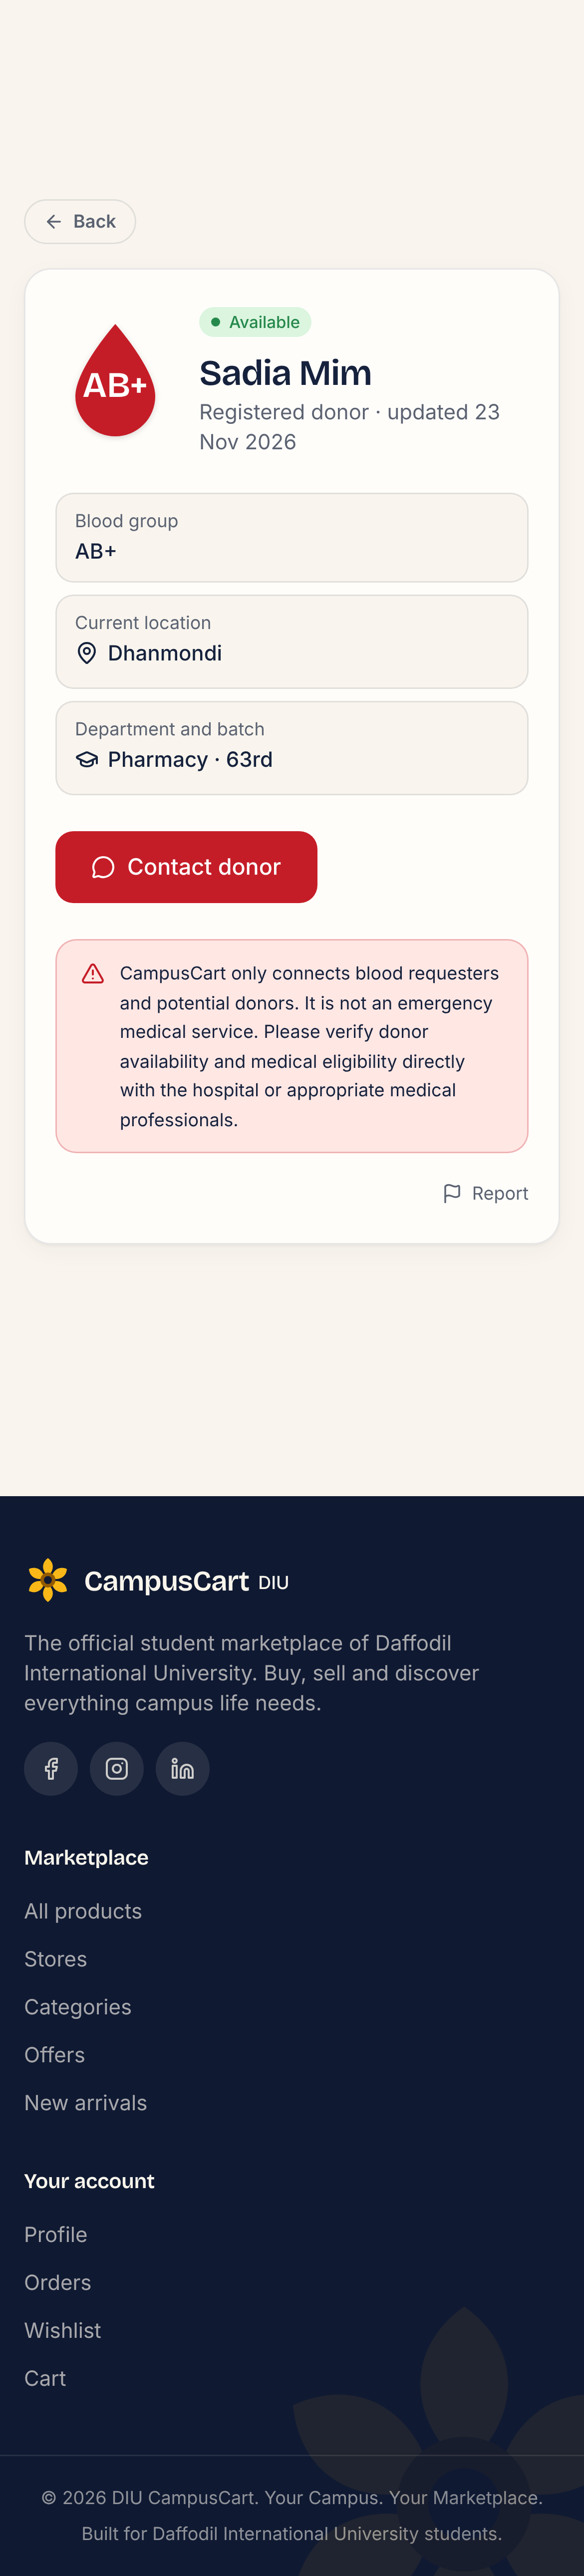 Back
Available
AB+
Sadia Mim
Registered donor · updated 23
Nov 2026
Blood group
AB+
Current location
Dhanmondi
Department and batch
Pharmacy · 63rd
Contact donor
CampusCart only connects blood requesters
and potential donors. It is not an emergency
medical service. Please verify donor
availability and medical eligibility directly
with the hospital or appropriate medical
professionals.
Report
CampusCart DIU
The official student marketplace of Daffodil
International University. Buy, sell and discover
everything campus life needs.
Marketplace
All products
Stores
Categories
Offers
New arrivals
Your account
Profile
Orders
Wishlist
Cart
© 2026 DIU CampusCart. Your Campus. Your Marketplace.
Built for Daffodil International University students.